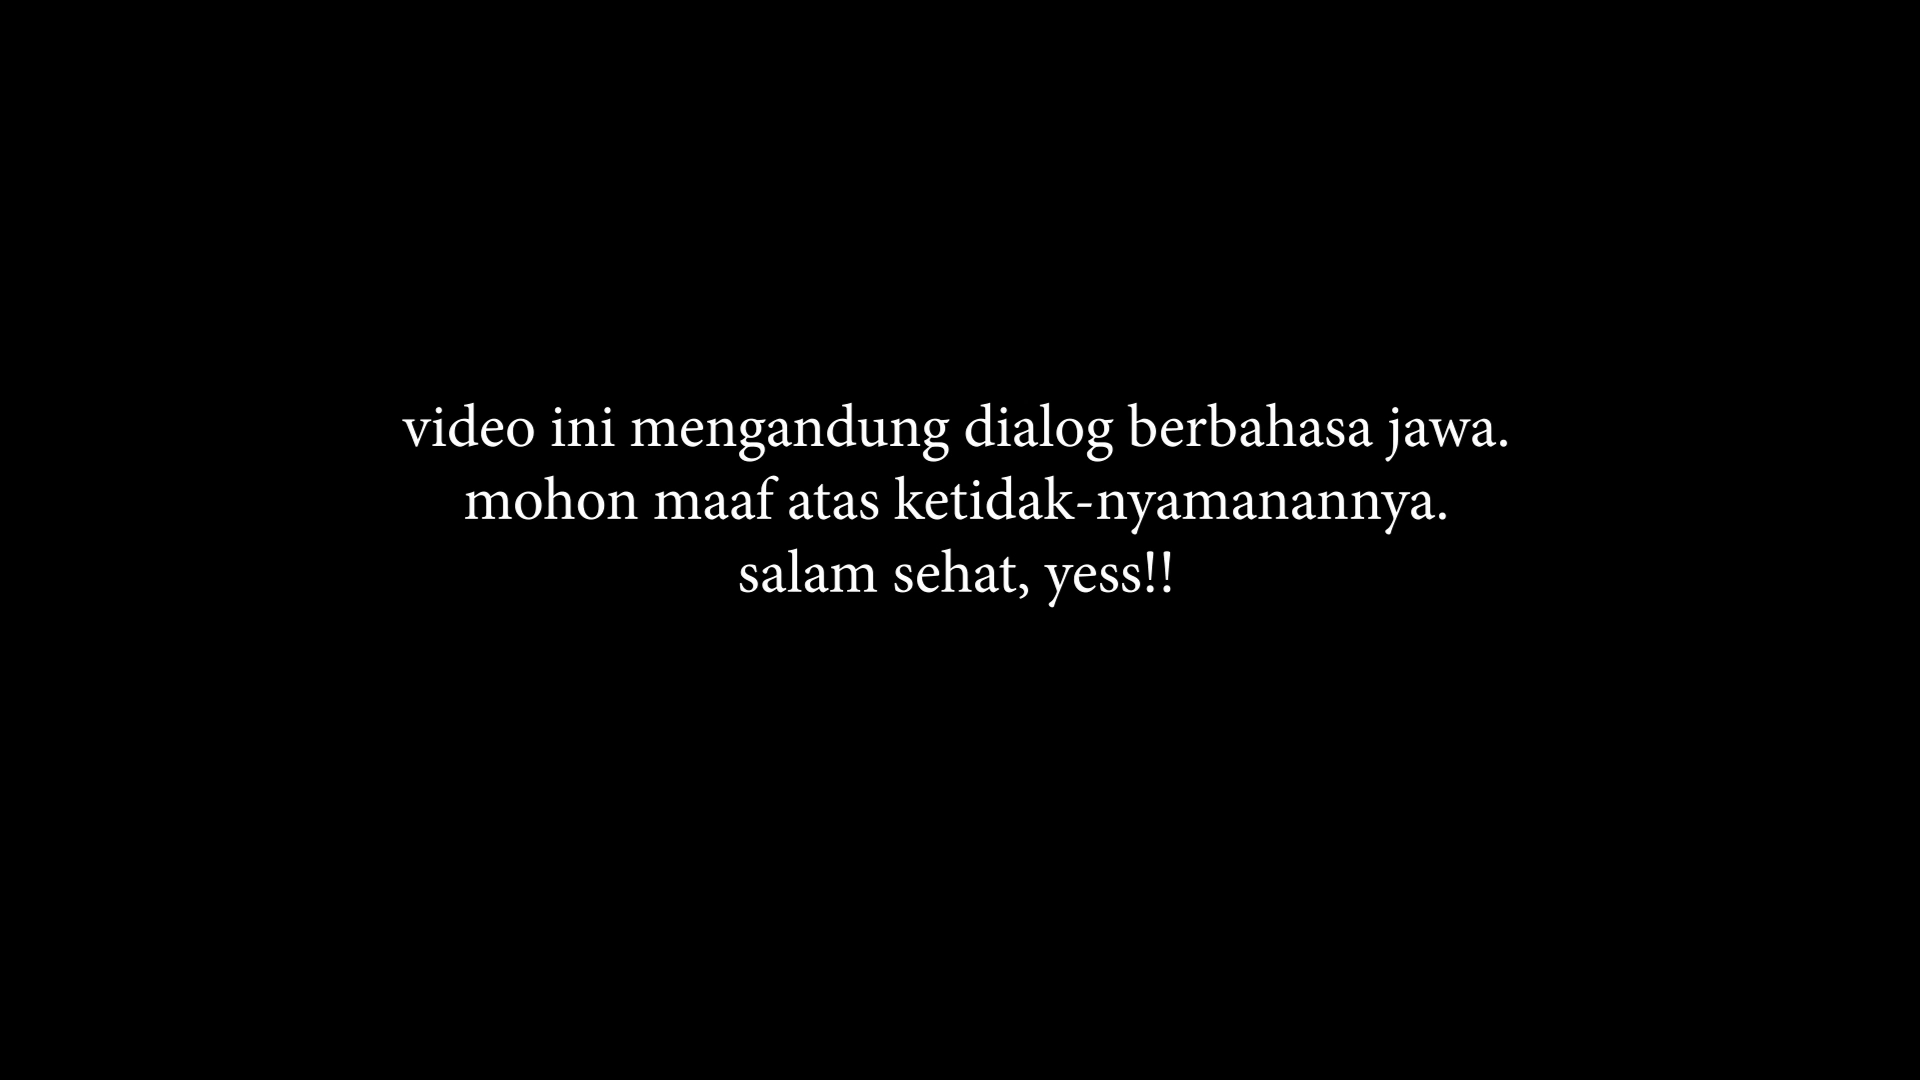 video ini mengandung dialog berbahasa jawa.
mohon maaf atas ketidak-nyamanannya.
salam sehat, yess!!